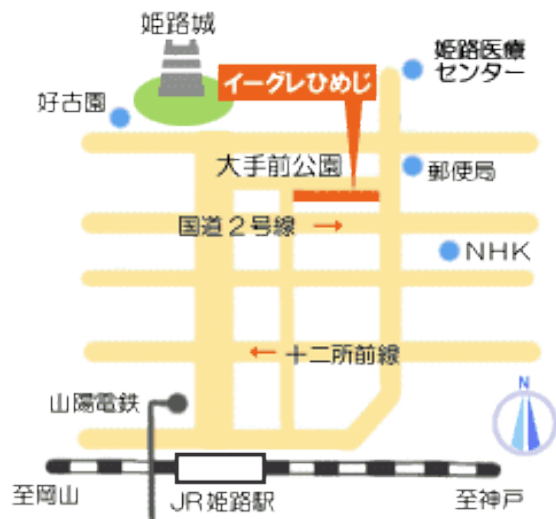 姫路城
姫路医療
センター
イーグレひめじ
好古園
大手前公園
郵便局
国道2号線 →
NHK
← 十二所前線
山陽電鉄
N
至岡山
JR姫路駅
至神戸